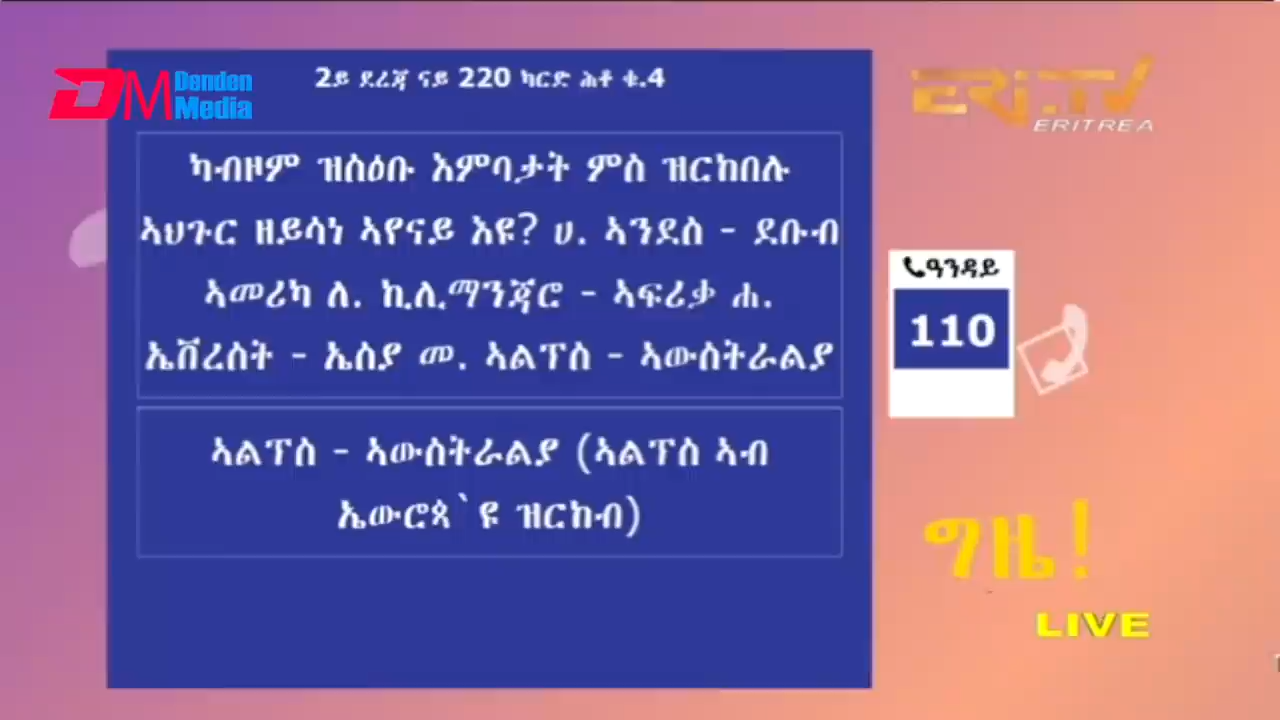 Denden
Media
DM
ERi.TV
ERITREA
2ይ ደረጃ ናይ 220 ካርድ ሕቶ ቁ.4
ካብዞም ዝስዕቡ እምባታት ምስ ዝርከበሉ
ኣህጉር ዘይሳነ ኣየናይ እዩ? ሀ. ኣንደስ - ደቡብ
ኣመሪካ ለ. ኪሊማንጃሮ - ኣፍሪቃ ሐ.
ኤቨረስት - ኤስያ መ. ኣልፕስ - ኣውስትራልያ
ኣልፕስ - ኣውስትራልያ (ኣልፕስ ኣብ
ኤውሮጳ`ዩ ዝርከብ)
ዓንዳይ
110
ግዜ!
LIVE